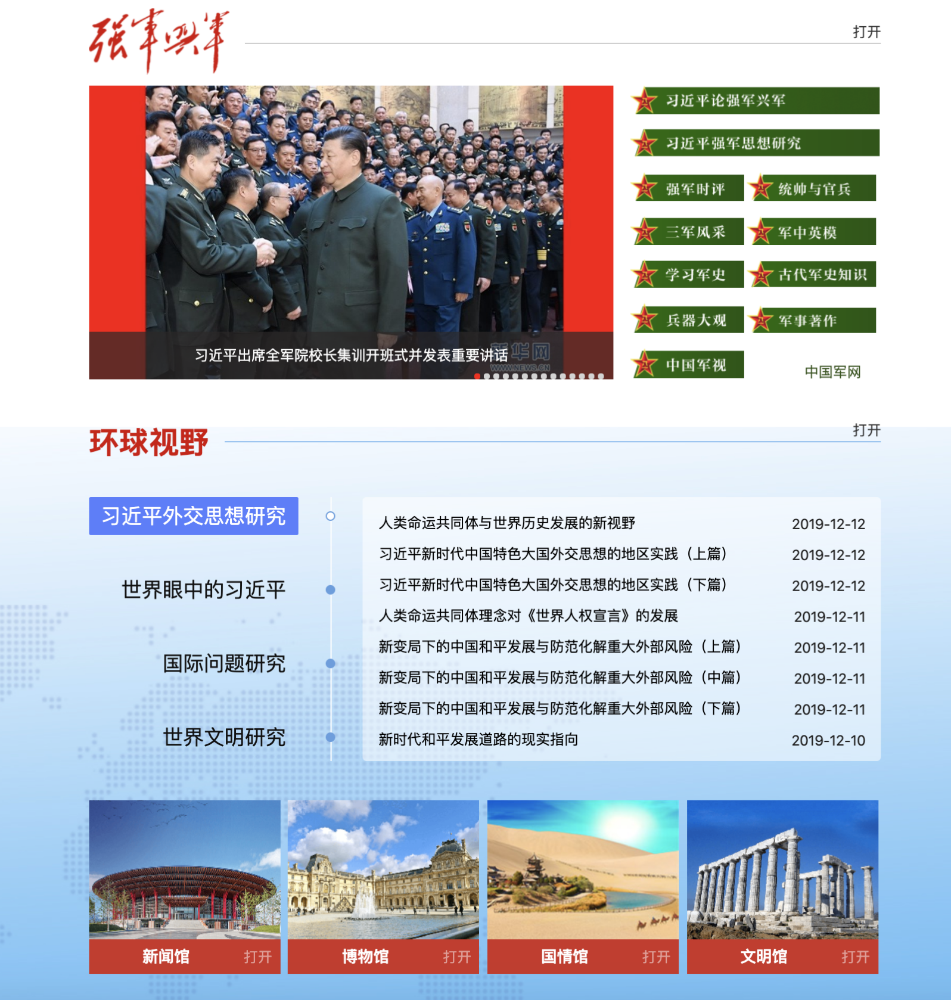 强军兴军
打开
习近平论强军兴军
习近平强军思想研究
强军时评
统帅与官兵
三军风采
军中英模
学习军史
古代军史知识
兵器大观
军事著作
中国军视
中国军网
新华网
WWW.NEWS.CN
习近平出席全军院校长集训开班式并发表重要讲话
环球视野
打开
习近平外交思想研究
世界眼中的习近平
国际问题研究
世界文明研究
人类命运共同体与世界历史发展的新视野 2019-12-12
习近平新时代中国特色大国外交思想的地区实践（上篇） 2019-12-12
习近平新时代中国特色大国外交思想的地区实践（下篇） 2019-12-12
人类命运共同体理念对《世界人权宣言》的发展 2019-12-11
新变局下的中国和平发展与防范化解重大外部风险（上篇） 2019-12-11
新变局下的中国和平发展与防范化解重大外部风险（中篇） 2019-12-11
新变局下的中国和平发展与防范化解重大外部风险（下篇） 2019-12-11
新时代和平发展道路的现实指向 2019-12-10
新闻馆 打开
博物馆 打开
国情馆 打开
文明馆 打开